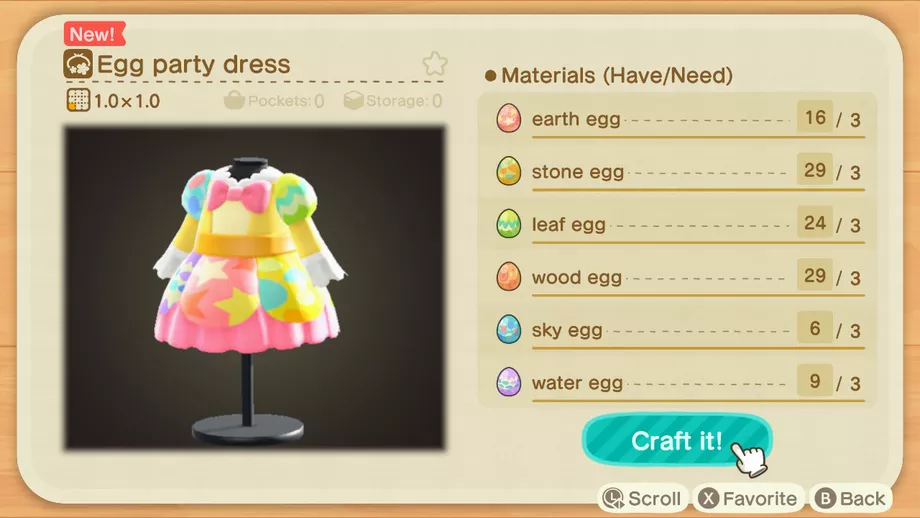 New!
Egg party dress
1.0×1.0 Pockets: 0 Storage: 0
Materials (Have/Need)
earth egg 16 / 3
stone egg 29 / 3
leaf egg 24 / 3
wood egg 29 / 3
sky egg 6 / 3
water egg 9 / 3
Craft it!
L Scroll X Favorite B Back